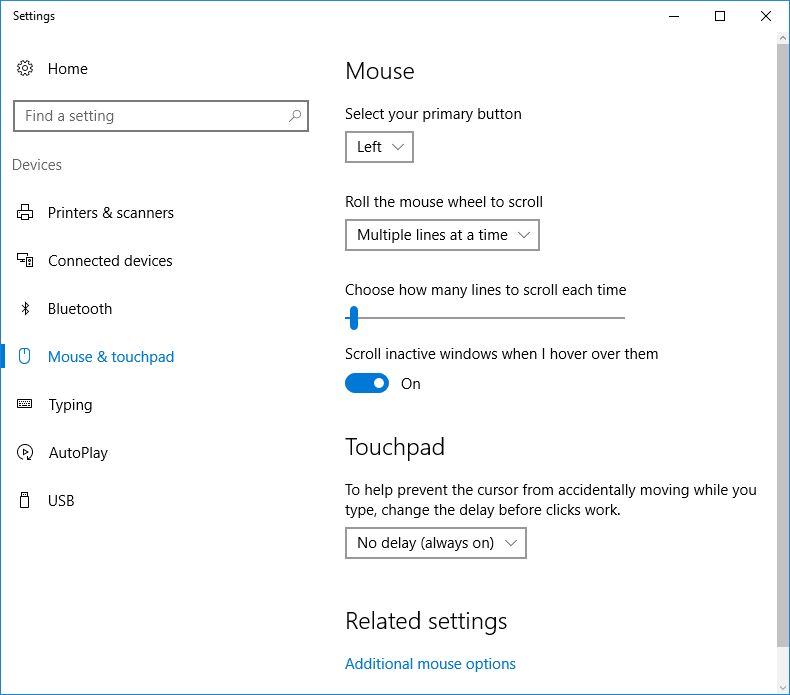 Settings
Home
Find a setting
Devices
Printers & scanners
Connected devices
Bluetooth
Mouse & touchpad
Typing
AutoPlay
USB
Mouse
Select your primary button
Left
Roll the mouse wheel to scroll
Multiple lines at a time
Choose how many lines to scroll each time
Scroll inactive windows when I hover over them
On
Touchpad
To help prevent the cursor from accidentally moving while you
type, change the delay before clicks work.
No delay (always on)
Related settings
Additional mouse options